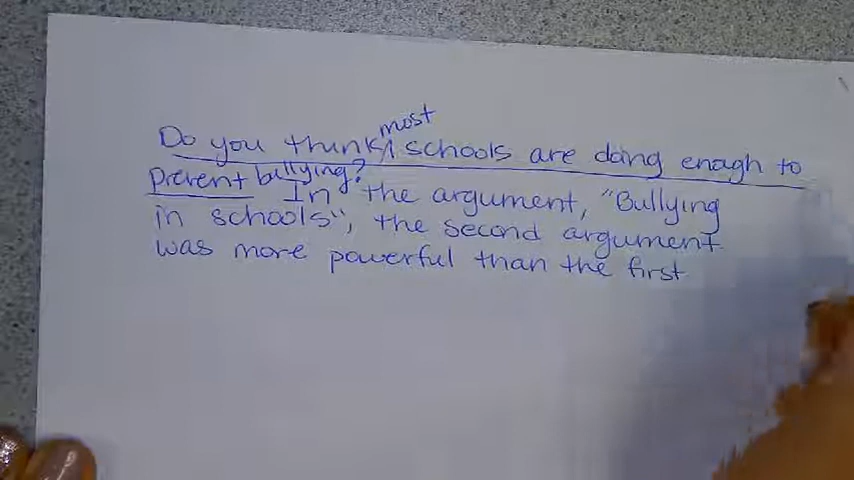 Do you think most schools are doing enough to
prevent bullying?
In the argument, "Bullying
in schools", the second argument
was more powerful than the first